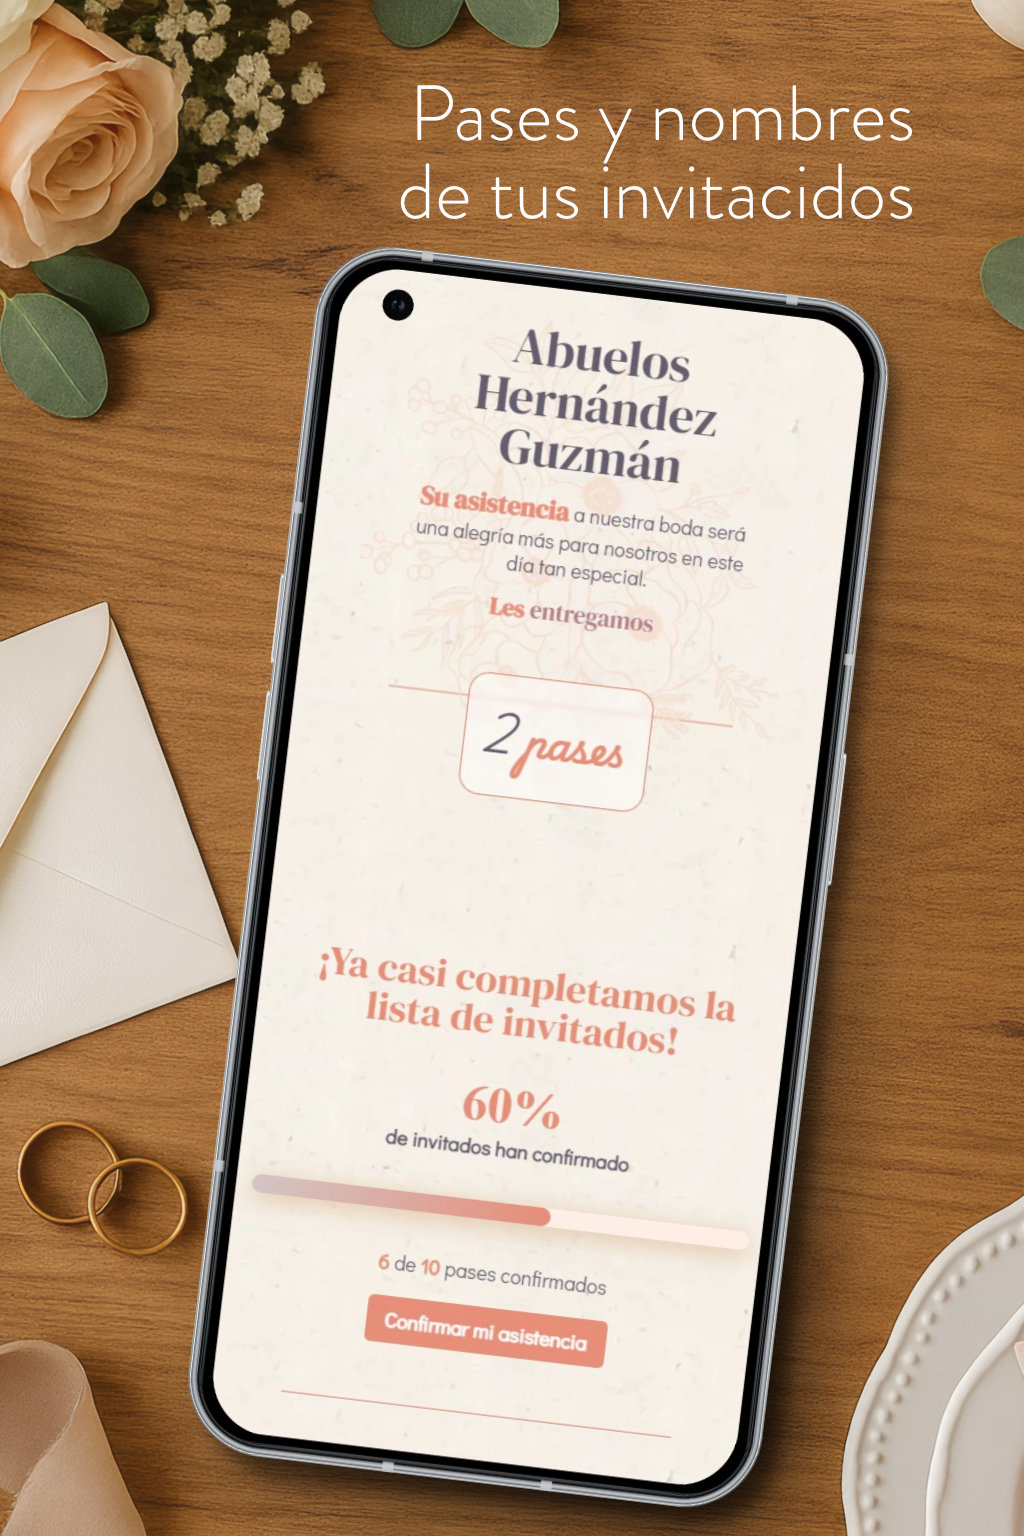 Pases y nombres
de tus invitacidos
Abuelos
Hernández
Guzmán
Su asistencia a nuestra boda será
una alegría más para nosotros en este
día tan especial.
Les entregamos
2 pases
¡Ya casi completamos la
lista de invitados!
60%
de invitados han confirmado
6 de 10 pases confirmados
Confirmar mi asistencia